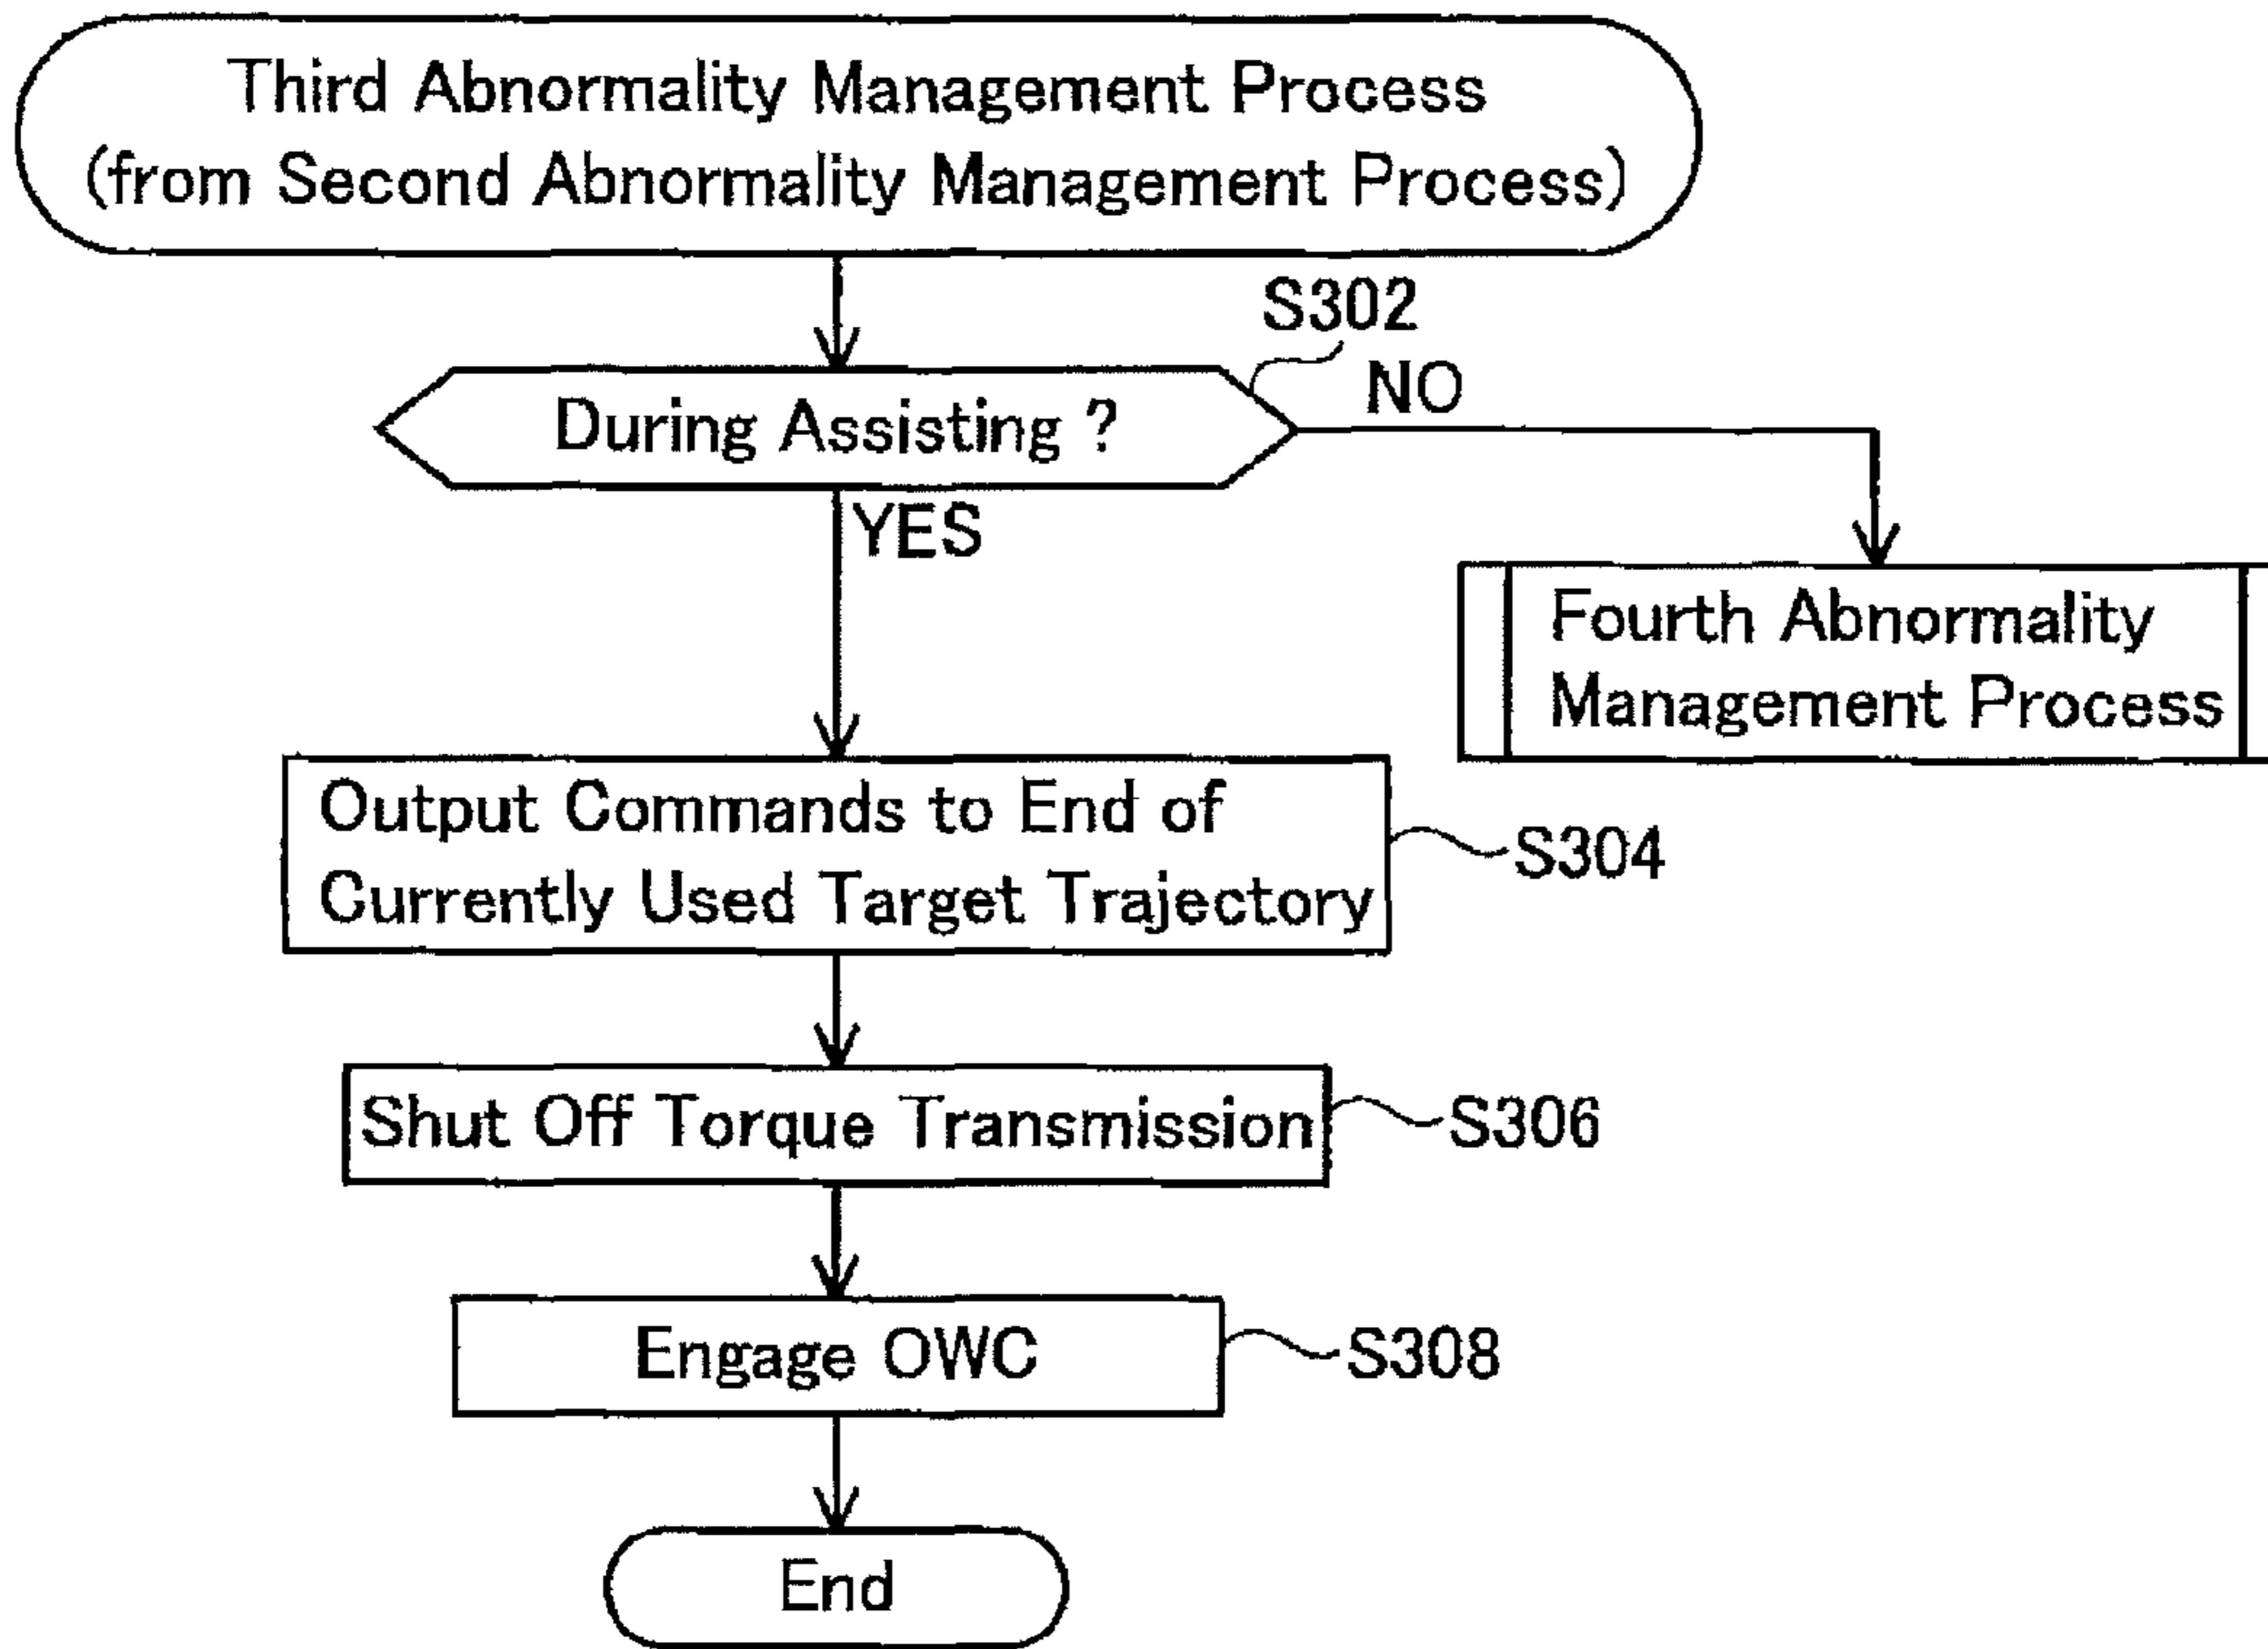 Third Abnormality Management Process
(from Second Abnormality Management Process)
S302
During Assisting ?
NO
YES
Fourth Abnormality
Management Process
Output Commands to End of
Currently Used Target Trajectory
S304
Shut Off Torque Transmission
S306
Engage OWC
S308
End